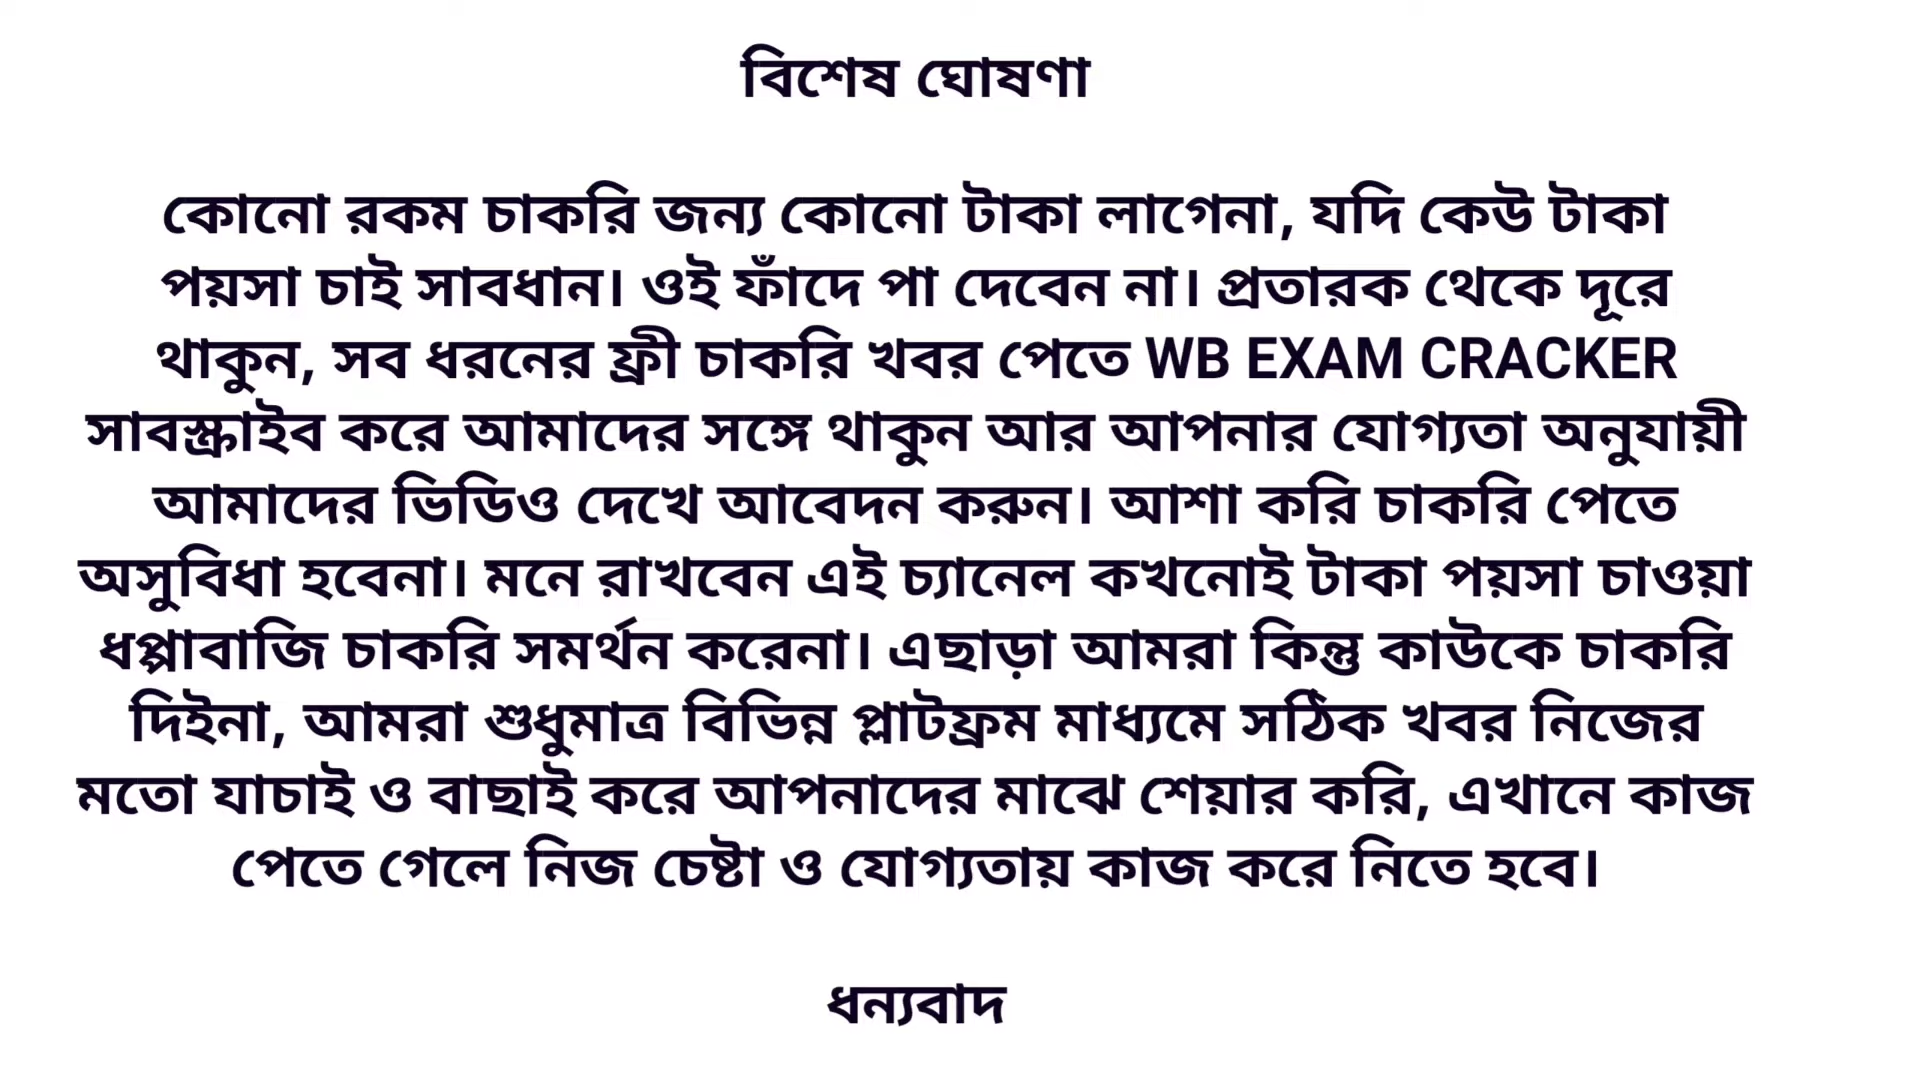 বিশেষ ঘোষণা
কোনো রকম চাকরি জন্য কোনো টাকা লাগেনা, যদি কেউ টাকা
পয়সা চাই সাবধান। ওই ফাঁদে পা দেবেন না। প্রতারক থেকে দূরে
থাকুন, সব ধরনের ফ্রী চাকরি খবর পেতে WB EXAM CRACKER
সাবস্ক্রাইব করে আমাদের সঙ্গে থাকুন আর আপনার যোগ্যতা অনুযায়ী
আমাদের ভিডিও দেখে আবেদন করুন। আশা করি চাকরি পেতে
অসুবিধা হবেনা। মনে রাখবেন এই চ্যানেল কখনোই টাকা পয়সা চাওয়া
ধপ্পাবাজি চাকরি সমর্থন করেনা। এছাড়া আমরা কিন্তু কাউকে চাকরি
দিইনা, আমরা শুধুমাত্র বিভিন্ন প্লাটফ্রম মাধ্যমে সঠিক খবর নিজের
মতো যাচাই ও বাছাই করে আপনাদের মাঝে শেয়ার করি, এখানে কাজ
পেতে গেলে নিজ চেষ্টা ও যোগ্যতায় কাজ করে নিতে হবে।
ধন্যবাদ